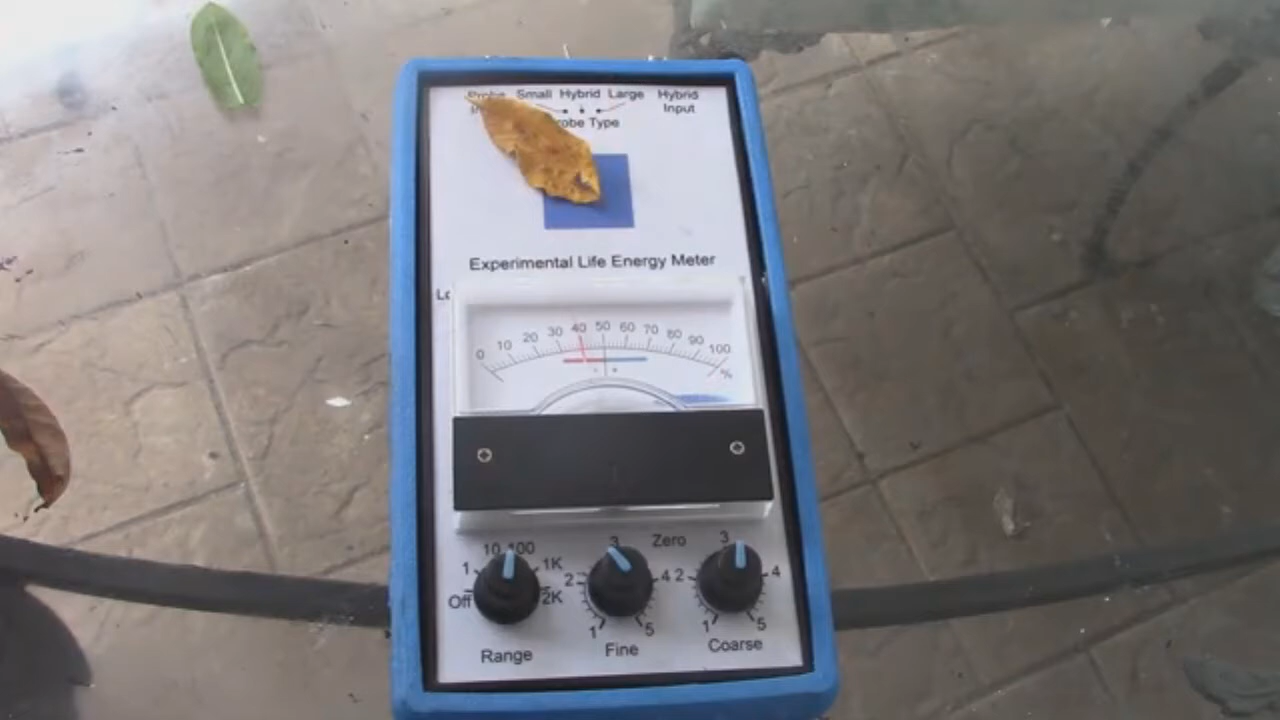 Probe Small Hybrid Large Hybrid
Input
Type
Experimental Life Energy Meter
0 10 20 30 40 50 60 70 80 90 100
- +
%
10 100 3 Zero 3
1 1K 2 4 2 4
Off 2K
1 5 1 5
Range Fine Coarse